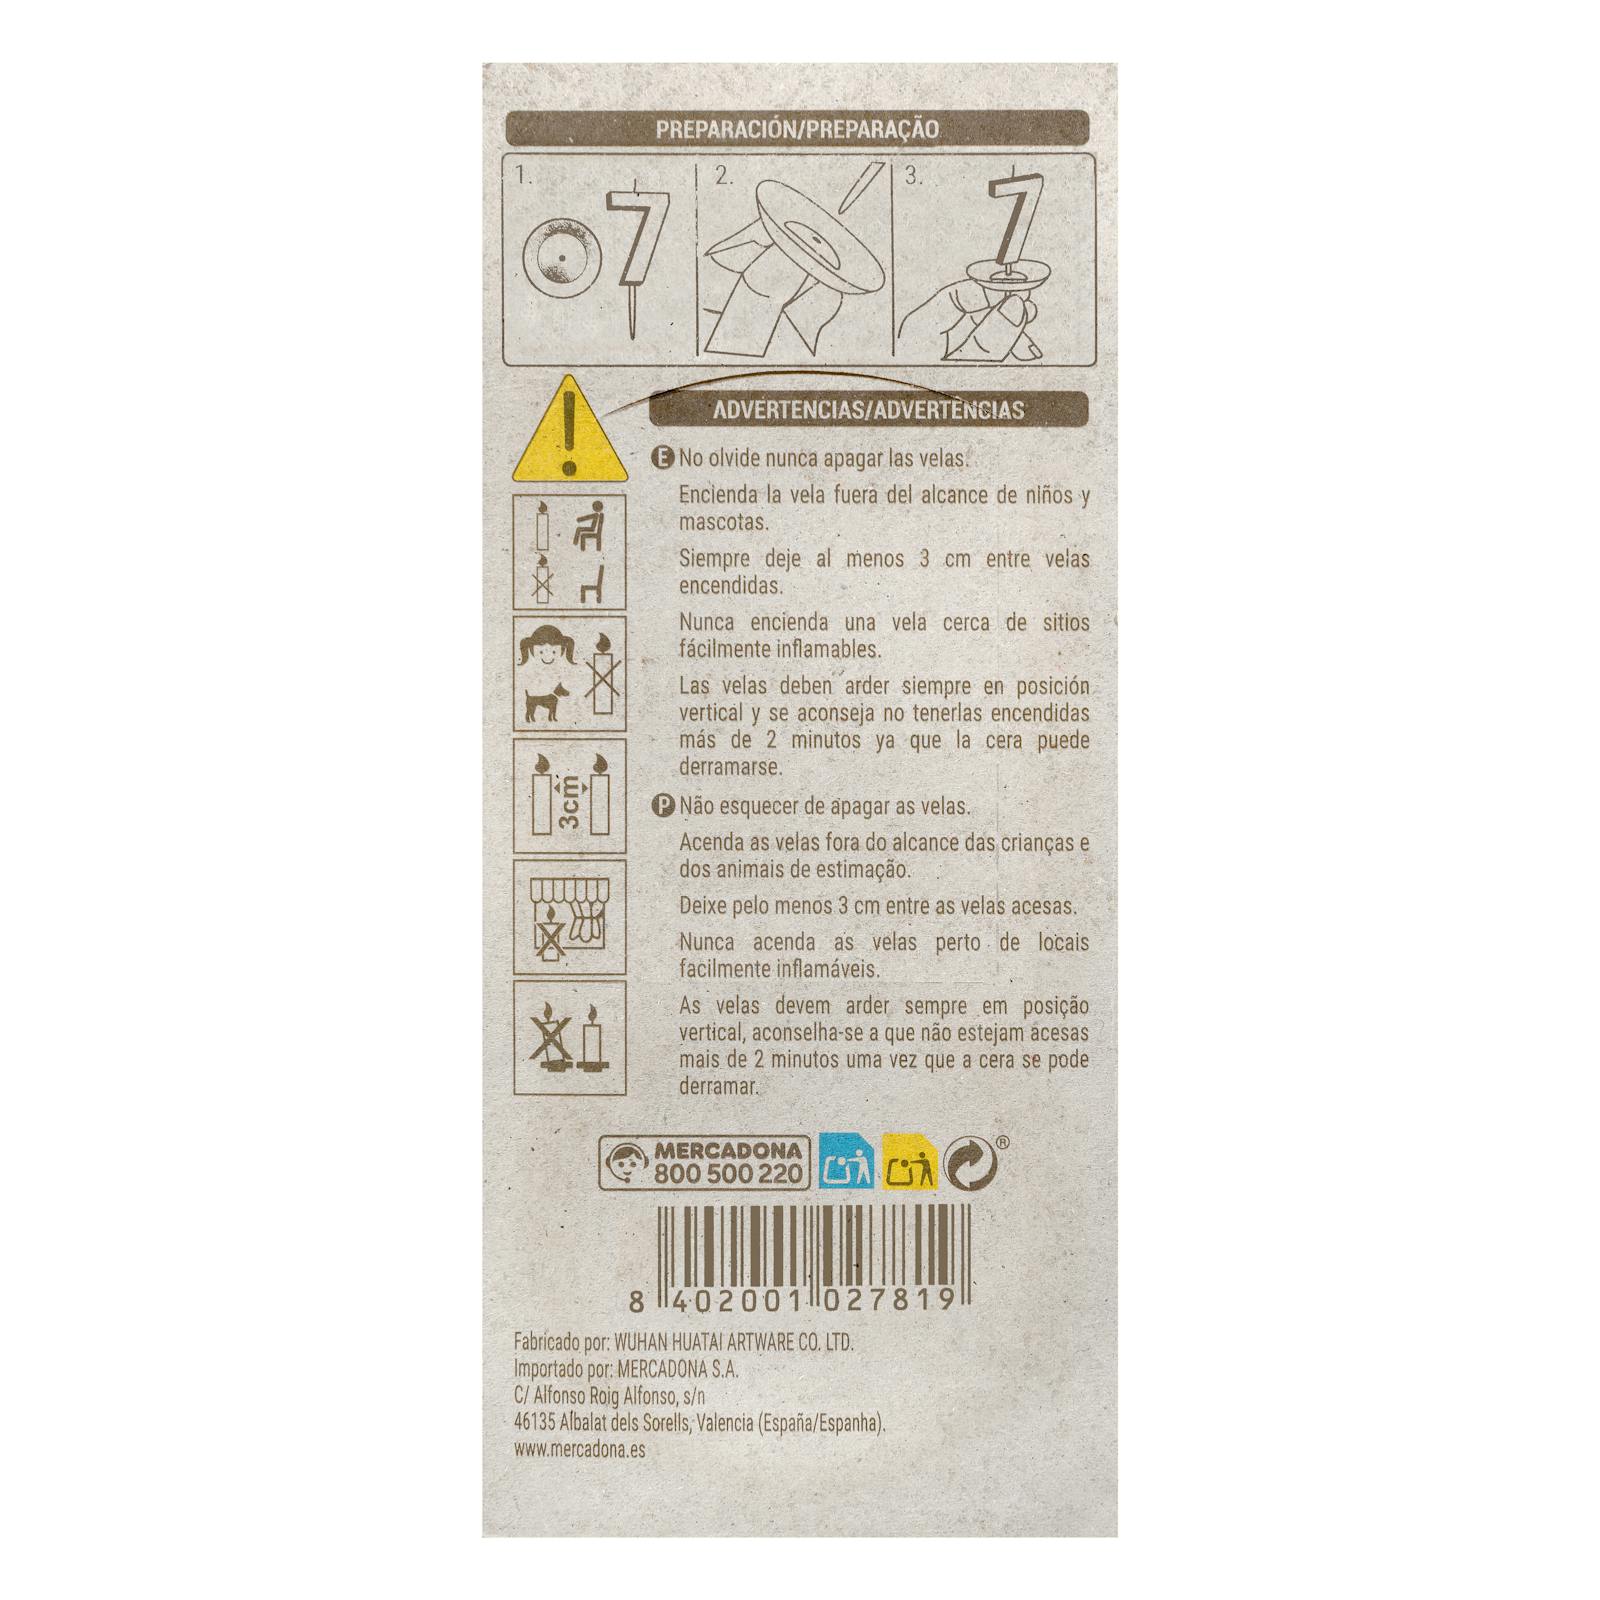 PREPARACIÓN/PREPARAÇÃO
1.
2.
3.
7
7
ADVERTENCIAS/ADVERTENCIAS
E No olvide nunca apagar las velas.
Encienda la vela fuera del alcance de niños y
mascotas.
Siempre deje al menos 3 cm entre velas
encendidas.
Nunca encienda una vela cerca de sitios
fácilmente inflamables.
Las velas deben arder siempre en posición
vertical y se aconseja no tenerlas encendidas
más de 2 minutos ya que la cera puede
derramarse.
3cm
P Não esquecer de apagar as velas.
Acenda as velas fora do alcance das crianças e
dos animais de estimação.
Deixe pelo menos 3 cm entre as velas acesas.
Nunca acenda as velas perto de locais
facilmente inflamáveis.
As velas devem arder sempre em posição
vertical, aconselha-se a que não estejam acesas
mais de 2 minutos uma vez que a cera se pode
derramar.
MERCADONA
800 500 220
®
8 402001 027819
Fabricado por: WUHAN HUATAI ARTWARE CO. LTD.
Importado por: MERCADONA S.A.
C/ Alfonso Roig Alfonso, s/n
46135 Albalat dels Sorells, Valencia (España/Espanha).
www.mercadona.es